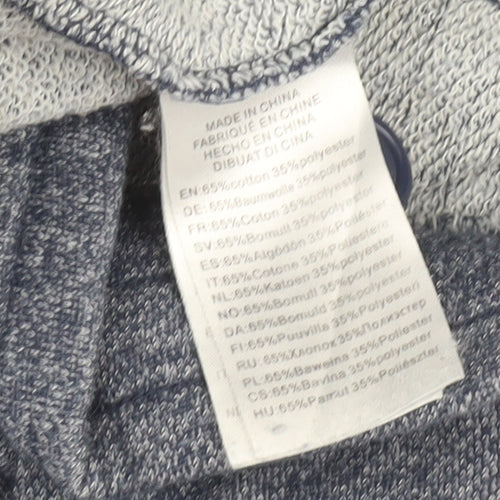 MADE IN CHINA
FABRIQUÉ EN CHINE
HECHO EN CHINA
DIBUAT DI CINA
EN:65%cotton 35%polyester
DE:65%Baumwolle 35%polyester
FR:65%Coton 35%polyester
SV:65%Bomull 35%polyester
ES:65%Algodón 35%Poliéster
IT:65%Cotone 35%Poliestere
NL:65%Katoen 35%Polyester
NO:65%Bomull 35%polyester
DA:65%Bomuld 35%polyester
FI:65%Puuvilla 35%Polyesteri
RU:65%Хлопок 35%Полиэстер
PL:65%Bawełna 35%Poliester
CS:65%Bavlna 35%Polyester
HU:65%Pamut 35%Poliészter